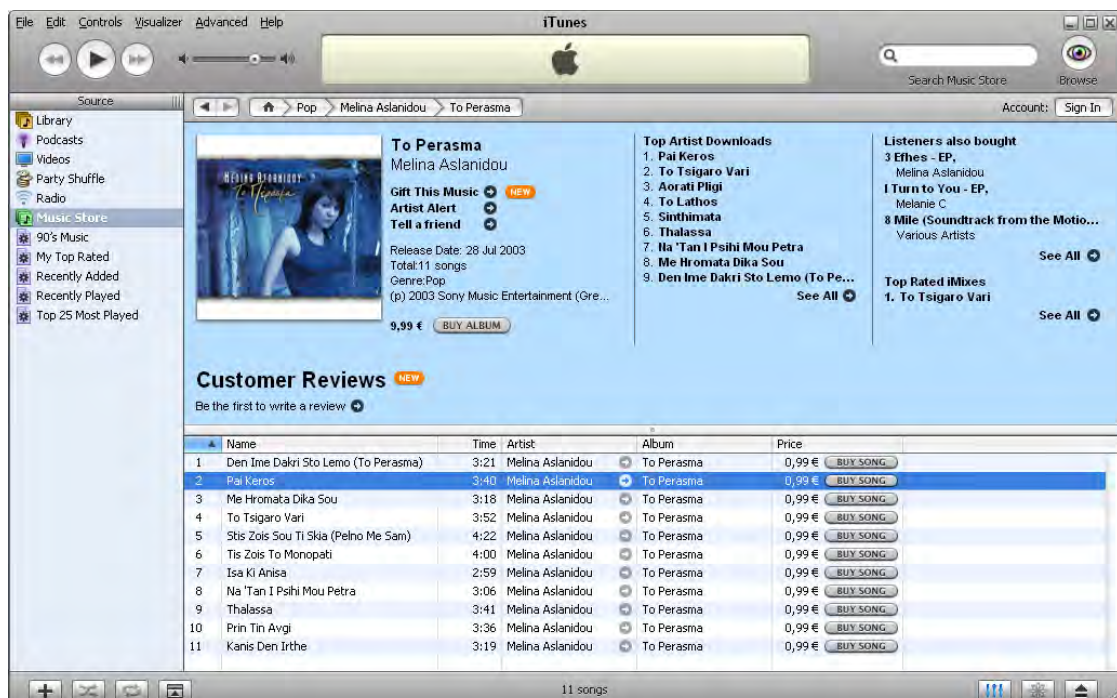 File Edit Controls Visualizer Advanced Help iTunes
Search Music Store Browse
Source
Library
Podcasts
Videos
Party Shuffle
Radio
Music Store
90's Music
My Top Rated
Recently Added
Recently Played
Top 25 Most Played
Pop Melina Aslanidou To Perasma Account: Sign In
To Perasma
Melina Aslanidou
Gift This Music NEW
Artist Alert
Tell a friend
Release Date: 28 Jul 2003
Total:11 songs
Genre:Pop
(p) 2003 Sony Music Entertainment (Gre...
9,99 € BUY ALBUM
Top Artist Downloads
1. Pai Keros
2. To Tsigaro Vari
3. Aorati Pligi
4. To Lathos
5. Sinthimata
6. Thalassa
7. Na 'Tan I Psihi Mou Petra
8. Me Hromata Dika Sou
9. Den Ime Dakri Sto Lemo (To Pe...
See All
Listeners also bought
3 Efhes - EP,
Melina Aslanidou
I Turn to You - EP,
Melanie C
8 Mile (Soundtrack from the Motio...
Various Artists
See All
Top Rated iMixes
1. To Tsigaro Vari
See All
Customer Reviews NEW
Be the first to write a review
Name Time Artist Album Price
1 Den Ime Dakri Sto Lemo (To Perasma) 3:21 Melina Aslanidou To Perasma 0,99 € BUY SONG
2 Pai Keros 3:40 Melina Aslanidou To Perasma 0,99 € BUY SONG
3 Me Hromata Dika Sou 3:18 Melina Aslanidou To Perasma 0,99 € BUY SONG
4 To Tsigaro Vari 3:52 Melina Aslanidou To Perasma 0,99 € BUY SONG
5 Stis Zois Sou Ti Skia (Pelno Me Sam) 4:22 Melina Aslanidou To Perasma 0,99 € BUY SONG
6 Tis Zois To Monopati 4:00 Melina Aslanidou To Perasma 0,99 € BUY SONG
7 Isa Ki Anisa 2:59 Melina Aslanidou To Perasma 0,99 € BUY SONG
8 Na 'Tan I Psihi Mou Petra 3:06 Melina Aslanidou To Perasma 0,99 € BUY SONG
9 Thalassa 3:41 Melina Aslanidou To Perasma 0,99 € BUY SONG
10 Prin Tin Avgi 3:36 Melina Aslanidou To Perasma 0,99 € BUY SONG
11 Kanis Den Irthe 3:19 Melina Aslanidou To Perasma 0,99 € BUY SONG
11 songs